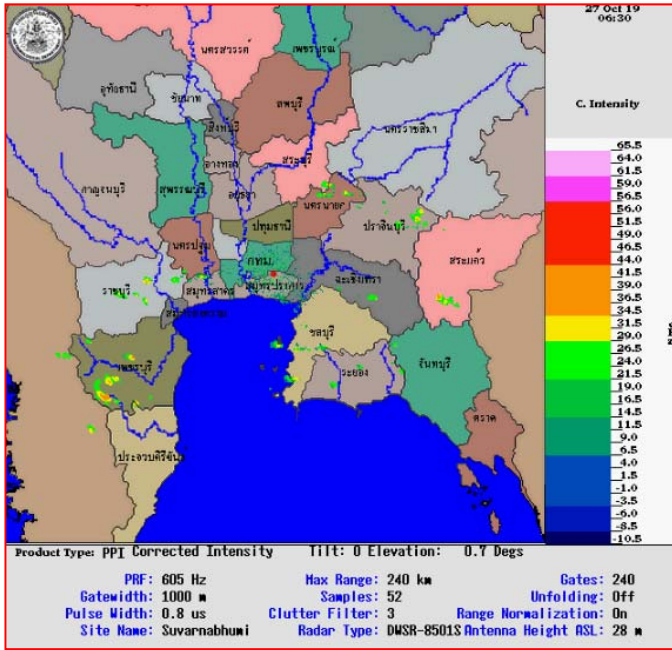 27 Oct 19
06:30
C. Intensity
นครสวรรค์
เพชรบูรณ์
อุทัยธานี
ชัยนาท
ลพบุรี
สิงห์บุรี
นครราชสีมา
อ่างทอง
สระบุรี
กาญจนบุรี
สุพรรณบุรี
อยุธยา
นครนายก
ปราจีนบุรี
ปทุมธานี
นครปฐม
สระแก้ว
กทม.
ราชบุรี
สมุทรสาคร
สมุทรปราการ
ฉะเชิงเทรา
สมุทรสงคราม
ชลบุรี
เพชรบุรี
ระยอง
จันทบุรี
ตราด
ประจวบคีรีขันธ์
65.5
64.0
61.5
59.0
56.5
56.0
51.5
49.0
46.5
44.0
41.5
39.0
36.5
34.5
31.5
29.0
26.5
24.0
21.5
19.0
16.5
14.5
11.5
9.0
6.5
4.0
1.5
-1.0
-3.5
-6.0
-8.5
-10.5
Product Type: PPI Corrected Intensity Tilt: 0 Elevation: 0.7 Degs
PRF: 605 Hz Max Range: 240 km Gates: 240
Gatewidth: 1000 m Samples: 52 Unfolding: Off
Pulse Width: 0.8 us Clutter Filter: 3 Range Normalization: On
Site Name: Suvarnabhumi Radar Type: DWSR-8501S Antenna Height ASL: 28 m